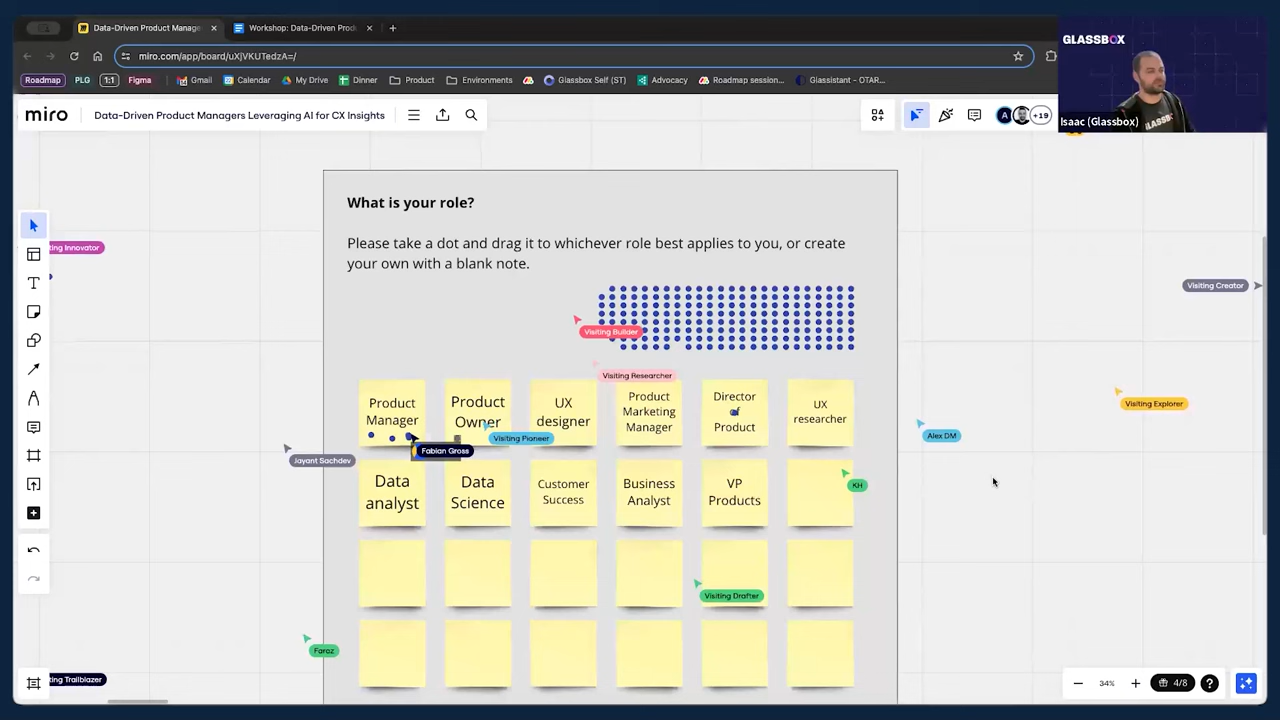 Data-Driven Product Manage
Workshop: Data-Driven Prod
miro.com/app/board/uXjVKUTedzA=/
Roadmap
PLG
1:1
Figma
Gmail
Calendar
My Drive
Dinner
Product
Environments
Glassbox Self (ST)
Advocacy
Roadmap session...
Glassistant - OTAR...
GLASSBOX
GLASSBOX
Isaac (Glassbox)
miro
Data-Driven Product Managers Leveraging AI for CX Insights
A
+19
What is your role?
Please take a dot and drag it to whichever role best applies to you, or create
your own with a blank note.
ting Innovator
Visiting Creator
Visiting Builder
Visiting Researcher
Product
Manager
Product
Owner
UX
designer
Product
Marketing
Manager
Director
of
Product
UX
researcher
Visiting Explorer
Visiting Pioneer
Alex DM
Fabian Gross
Jayant Sachdev
Data
analyst
Data
Science
Customer
Success
Business
Analyst
VP
Products
KH
Visiting Drafter
Faraz
ting Trailblazer
34%
4/8